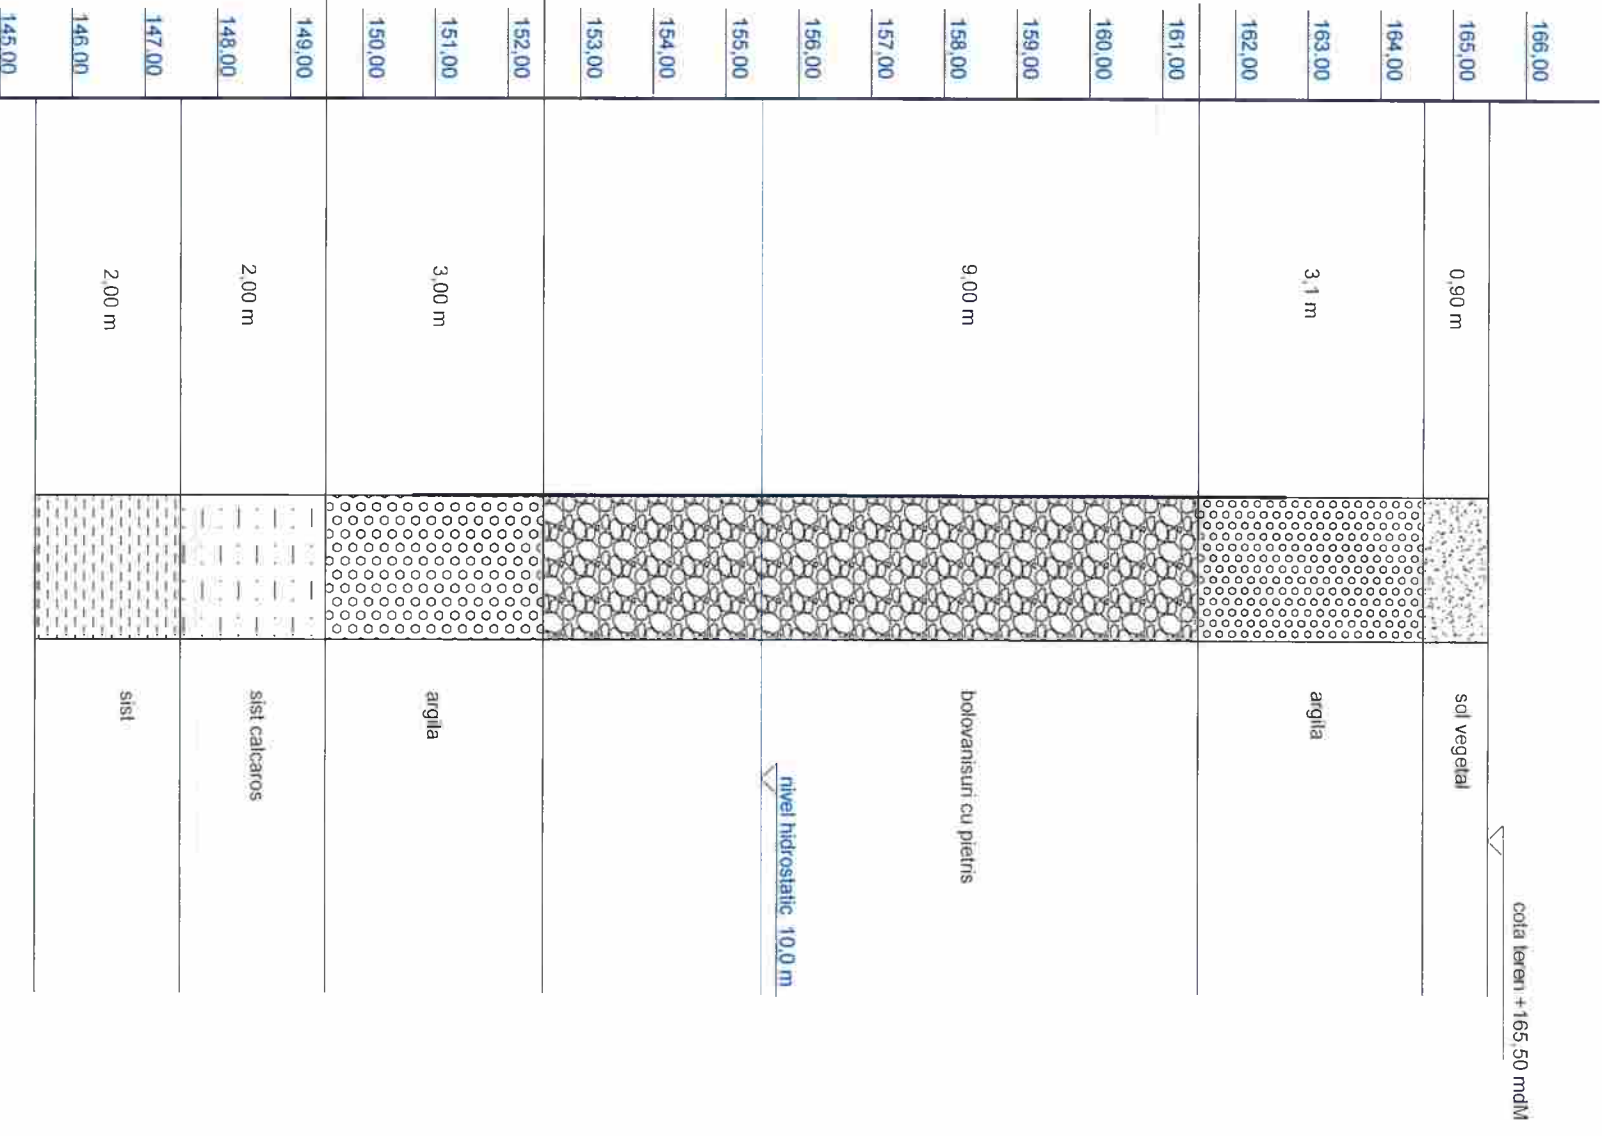 cota teren +165,50 mdM
166,00
165,00
164,00
163,00
162,00
161,00
160,00
159,00
158,00
157,00
156,00
155,00
154,00
153,00
152,00
151,00
150,00
149,00
148,00
147,00
146,00
145,00
0,90 m
sol vegetal
3,1 m
argila
9,00 m
bolovanisuri cu pietris
nivel hidrostatic 10,0 m
3,00 m
argila
2,00 m
sist calcaros
2,00 m
sist